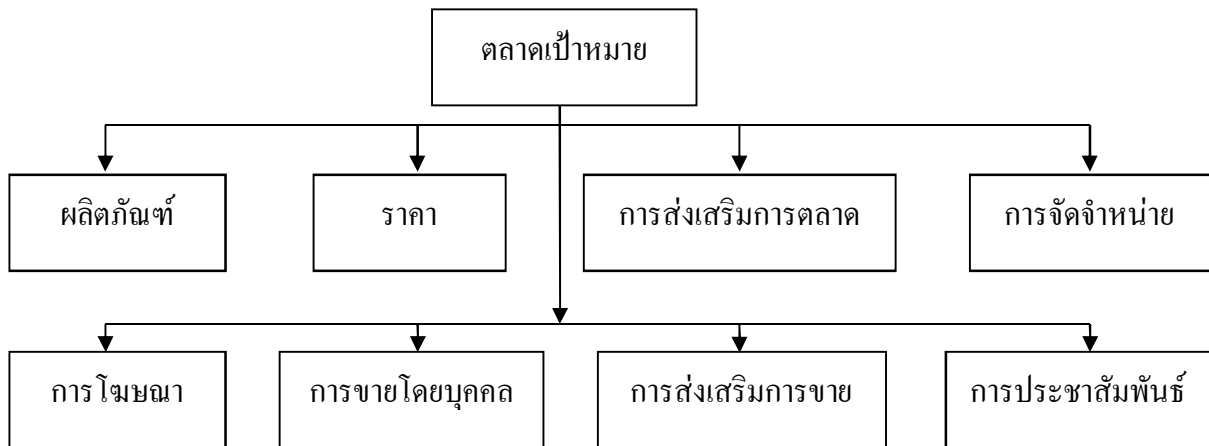 ตลาดเป้าหมาย
ผลิตภัณฑ์ ราคา การส่งเสริมการตลาด การจัดจำหน่าย
การโฆษณา การขายโดยบุคคล การส่งเสริมการขาย การประชาสัมพันธ์